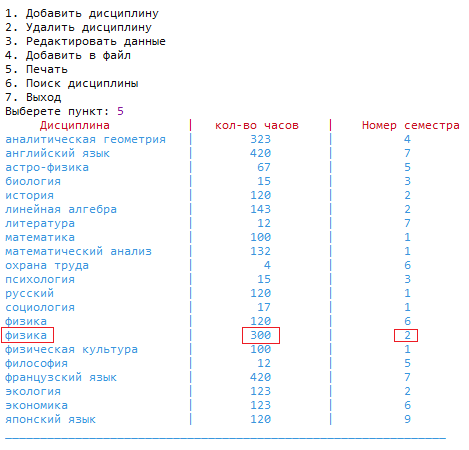 1. Добавить дисциплину
2. Удалить дисциплину
3. Редактировать данные
4. Добавить в файл
5. Печать
6. Поиск дисциплины
7. Выход
Выберете пункт: 5
Дисциплина | кол-во часов | Номер семестра
аналитическая геометрия | 323 | 4
английский язык | 420 | 7
астро-физика | 67 | 5
биология | 15 | 3
история | 120 | 2
линейная алгебра | 143 | 2
литература | 12 | 7
математика | 100 | 1
математический анализ | 132 | 1
охрана труда | 4 | 6
психология | 15 | 3
русский | 120 | 1
социология | 17 | 1
физика | 120 | 6
физика | 300 | 2
физическая культура | 100 | 1
философия | 12 | 5
французский язык | 420 | 7
экология | 123 | 2
экономика | 123 | 6
японский язык | 120 | 9